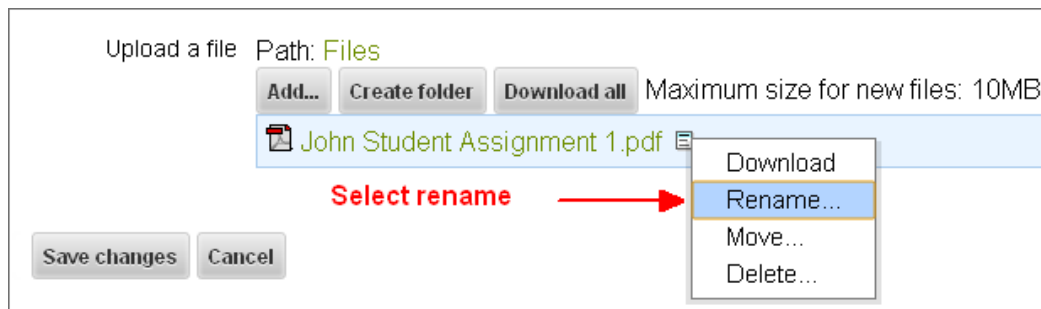 Upload a file Path: Files
Add... Create folder Download all Maximum size for new files: 10MB
John Student Assignment 1.pdf
Download
Select rename Rename...
Move...
Save changes Cancel
Delete...